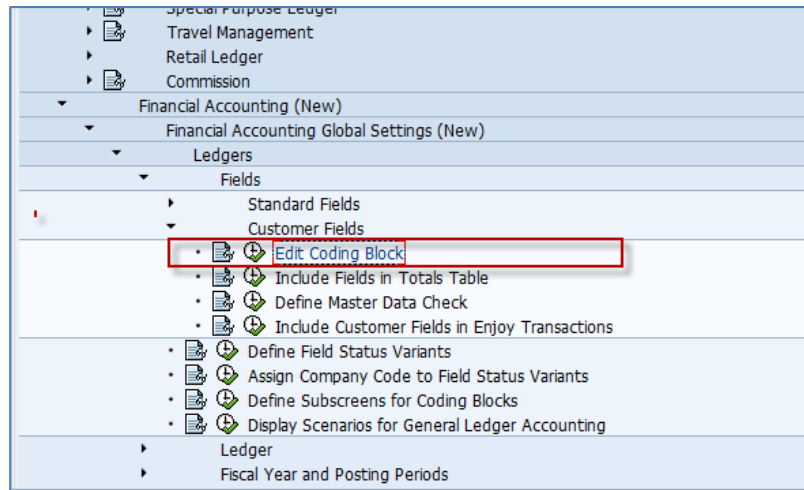 Special Purpose Ledger
Travel Management
Retail Ledger
Commission
Financial Accounting (New)
Financial Accounting Global Settings (New)
Ledgers
Fields
Standard Fields
Customer Fields
Edit Coding Block
Include Fields in Totals Table
Define Master Data Check
Include Customer Fields in Enjoy Transactions
Define Field Status Variants
Assign Company Code to Field Status Variants
Define Subscreens for Coding Blocks
Display Scenarios for General Ledger Accounting
Ledger
Fiscal Year and Posting Periods